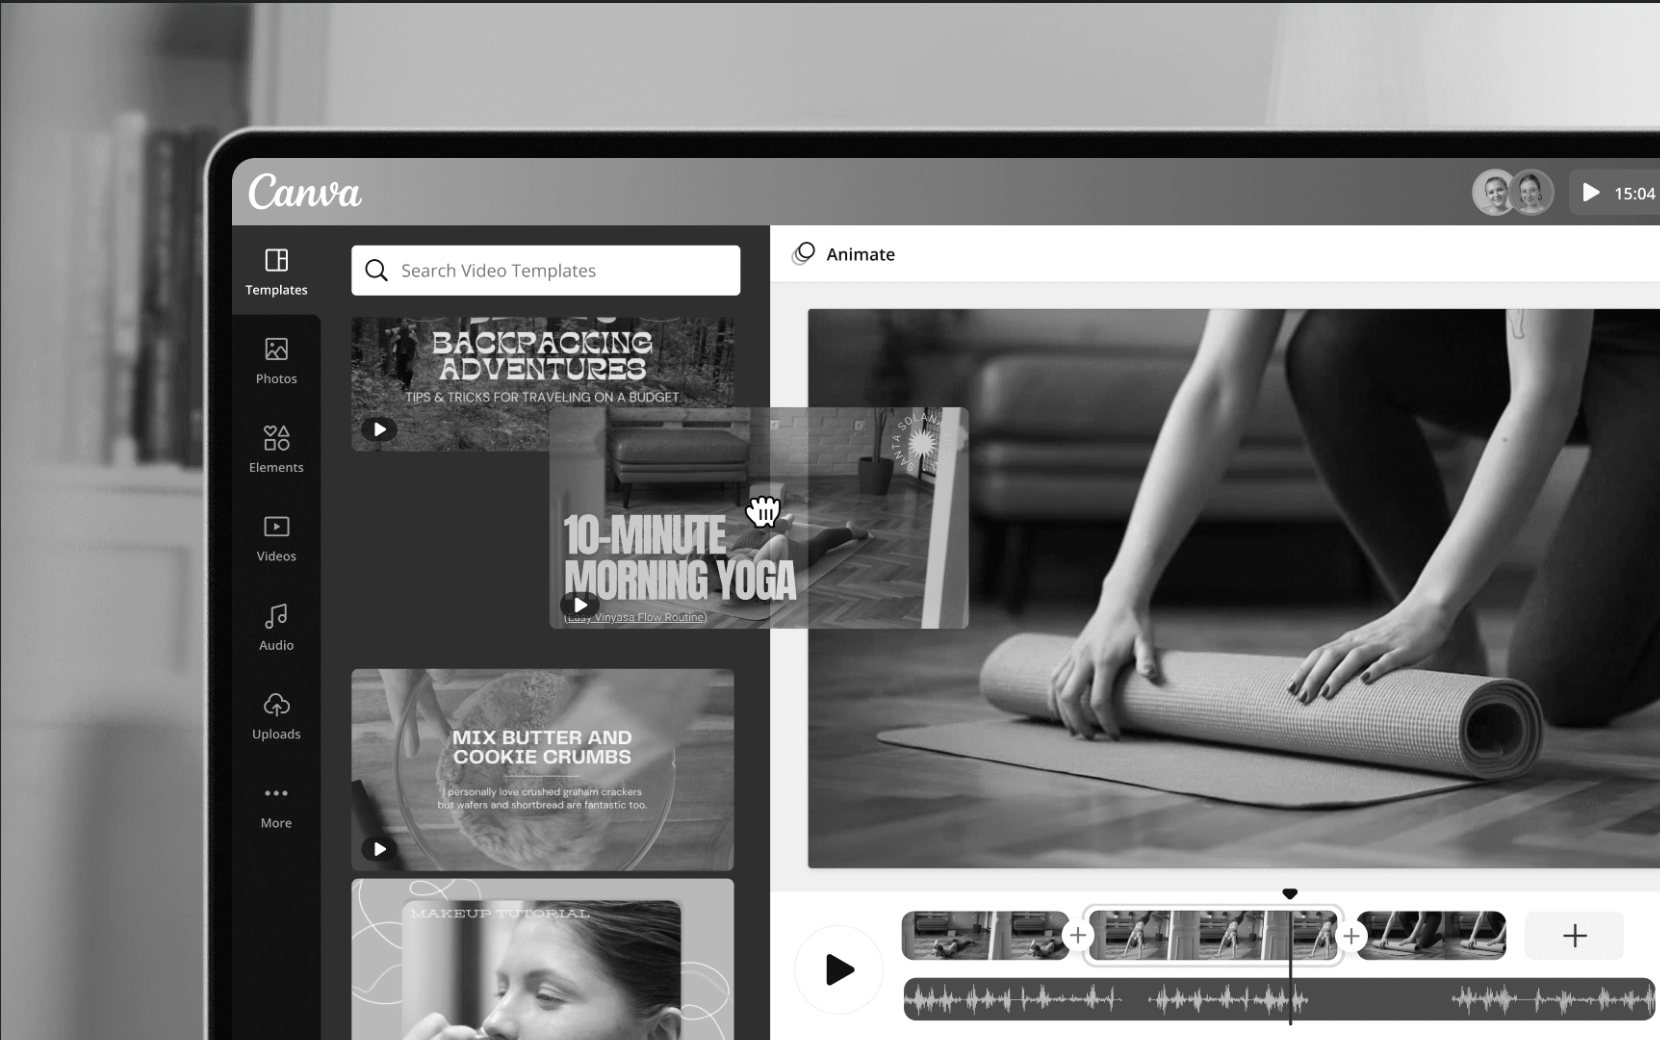 Canva
15:04
Templates
Search Video Templates
Animate
Photos
Elements
Videos
Audio
Uploads
More
BACKPACKING
ADVENTURES
TIPS & TRICKS FOR TRAVELING ON A BUDGET
SANTA SOLANA
10-MINUTE
MORNING YOGA
(Easy Vinyasa Flow Routine)
MIX BUTTER AND
COOKIE CRUMBS
I personally love crushed graham crackers
but wafers and shortbread are fantastic too.
MAKEUP TUTORIAL